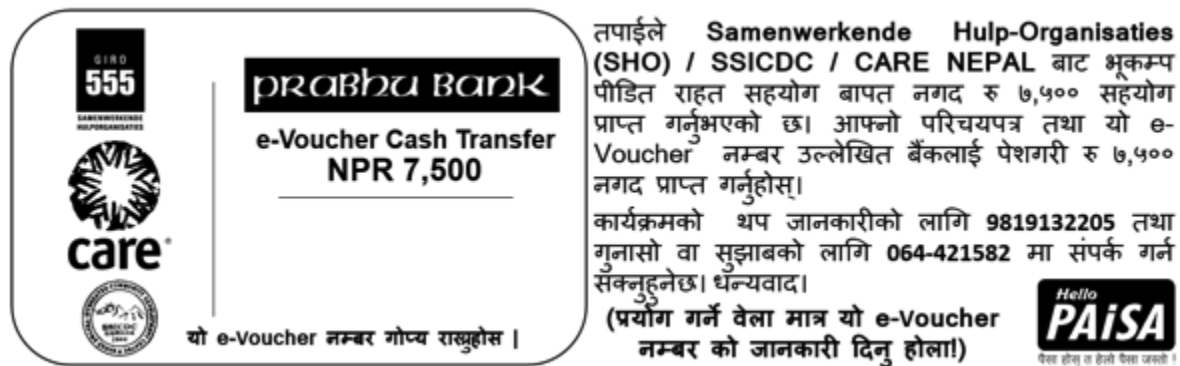 GIRO
555
SAMENWERKENDE
HULPORGANISATIES
care®
PRABHU BANK
e-Voucher Cash Transfer
NPR 7,500
यो e-Voucher नम्बर गोप्य राख्नुहोस |
तपाईले Samenwerkende Hulp-Organisaties
(SHO) / SSICDC / CARE NEPAL बाट भूकम्प
पीडित राहत सहयोग बापत नगद रु ७,५०० सहयोग
प्राप्त गर्नुभएको छ। आफ्नो परिचयपत्र तथा यो e-
Voucher नम्बर उल्लेखित बैंकलाई पेशगरी रु ७,५००
नगद प्राप्त गर्नुहोस्।
कार्यक्रमको थप जानकारीको लागि 9819132205 तथा
गुनासो वा सुझाबको लागि 064-421582 मा संपर्क गर्न
सक्नुहुनेछ। धन्यवाद।
(प्रयोग गर्ने वेला मात्र यो e-Voucher
नम्बर को जानकारी दिनु होला!)
Hello
PAiSA
पैसा होस् त हेलो पैसा जस्तो !